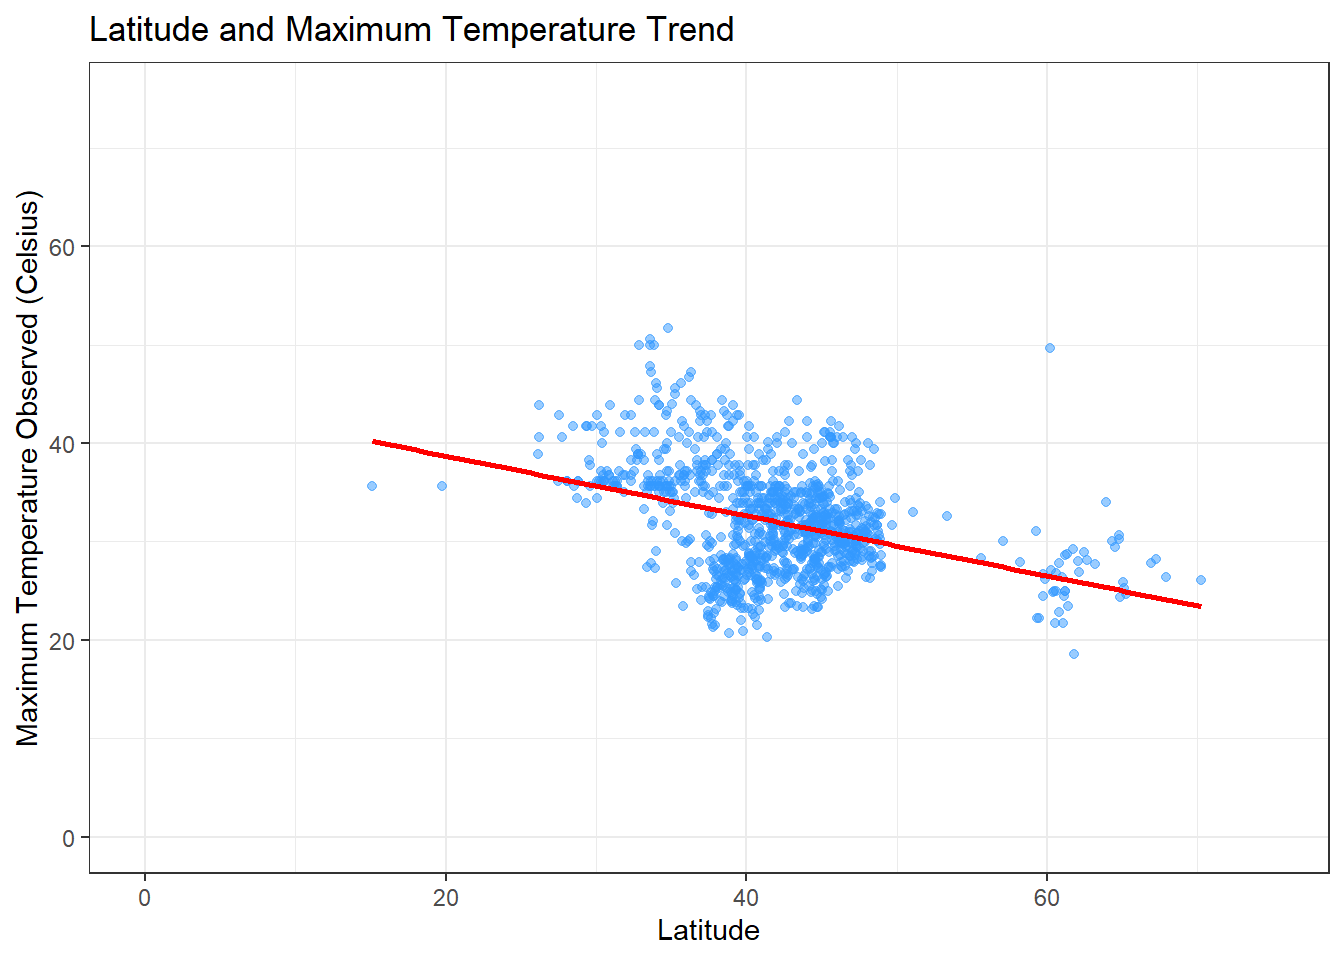 Latitude and Maximum Temperature Trend
Maximum Temperature Observed (Celsius)
60
40
20
0
0 20 40 60
Latitude